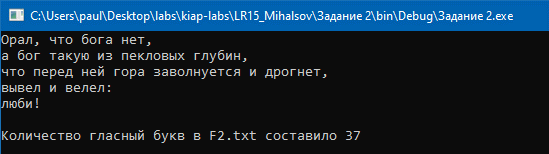 C:\Users\paul\Desktop\labs\kiap-labs\LR15_Mihalsov\Задание 2\bin\Debug\Задание 2.exe
Орал, что бога нет,
а бог такую из пекловых глубин,
что перед ней гора заволнуется и дрогнет,
вывел и велел:
люби!
Количество гласный букв в F2.txt составило 37